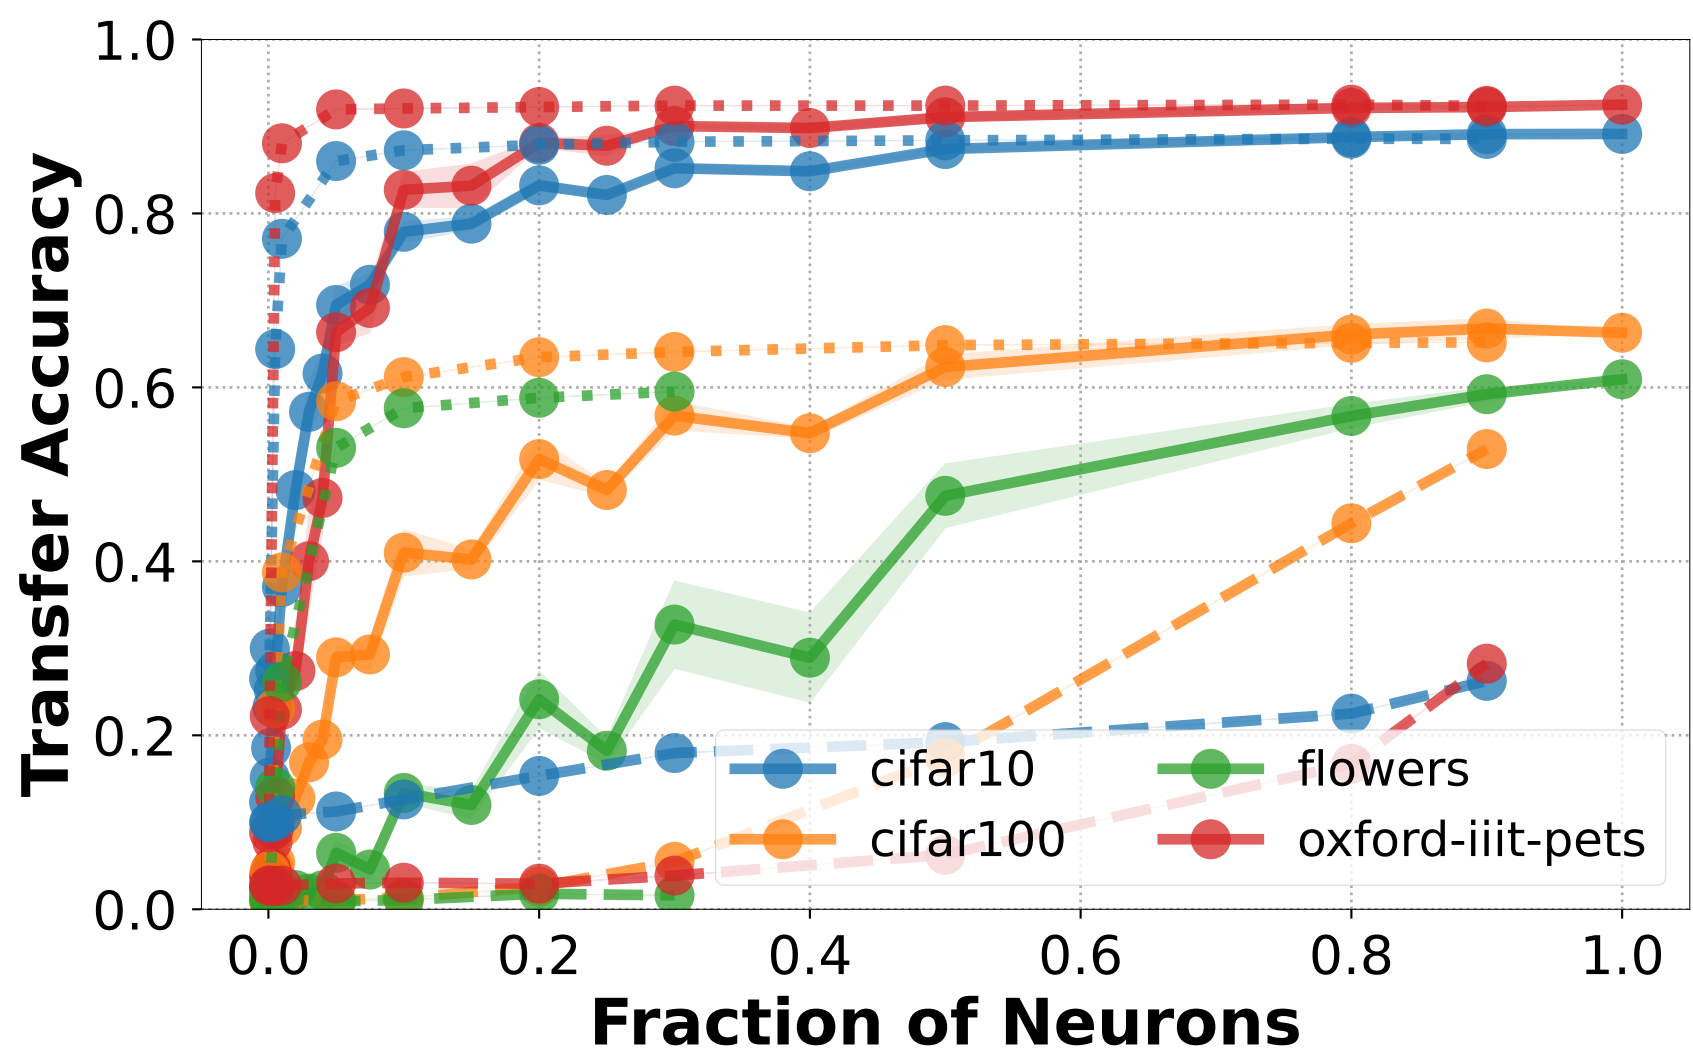 Transfer Accuracy
1.0
0.8
0.6
0.4
0.2
0.0
cifar10
cifar100
flowers
oxford-iiit-pets
0.0 0.2 0.4 0.6 0.8 1.0
Fraction of Neurons